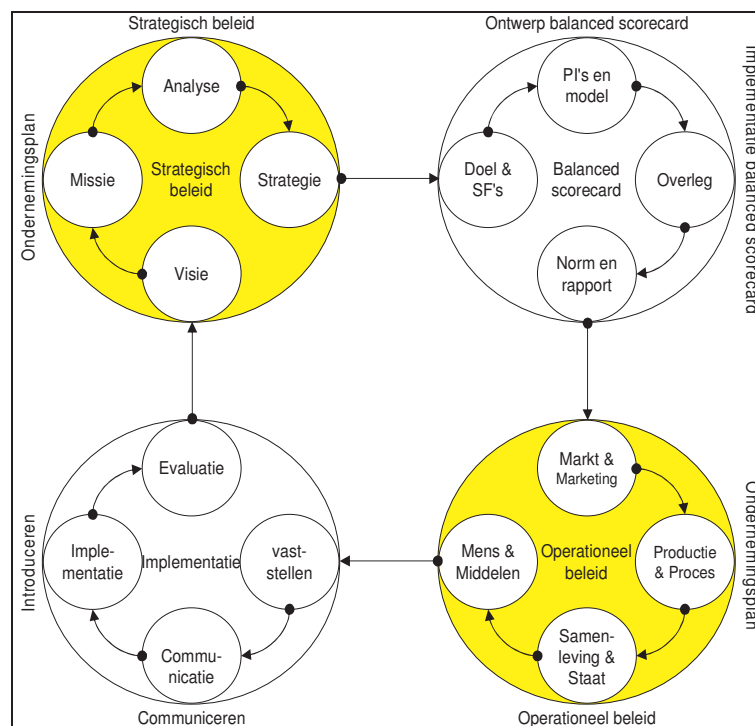 Strategisch beleid
Ontwerp balanced scorecard
Ondernemingsplan
Analyse
Missie
Strategisch
beleid
Strategie
Visie
PI's en
model
Doel &
SF's
Balanced
scorecard
Overleg
Norm en
rapport
Implementatie balanced scorecard
Introduceren
Evaluatie
Imple-
mentatie
Implementatie
vast-
stellen
Commu-
nicatie
Markt &
Marketing
Mens &
Middelen
Operationeel
beleid
Productie
& Proces
Samen-
leving &
Staat
Ondernemingsplan
Communiceren
Operationeel beleid